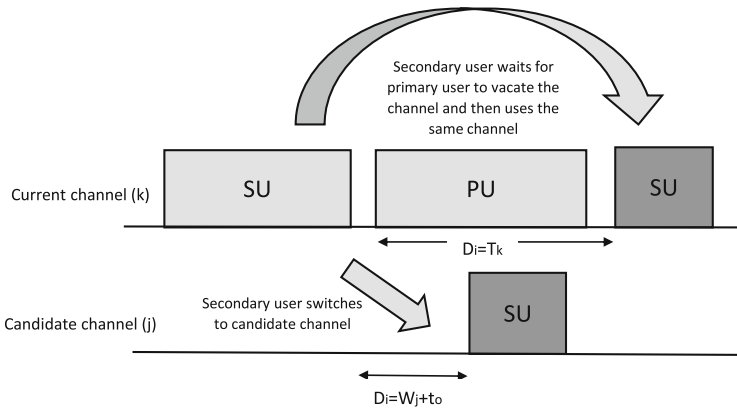 Secondary user waits for
primary user to vacate the
channel and then uses the
same channel
Current channel (k)
SU
PU
SU
Di=Tk
Secondary user switches
to candidate channel
Candidate channel (j)
SU
Di=Wj+to